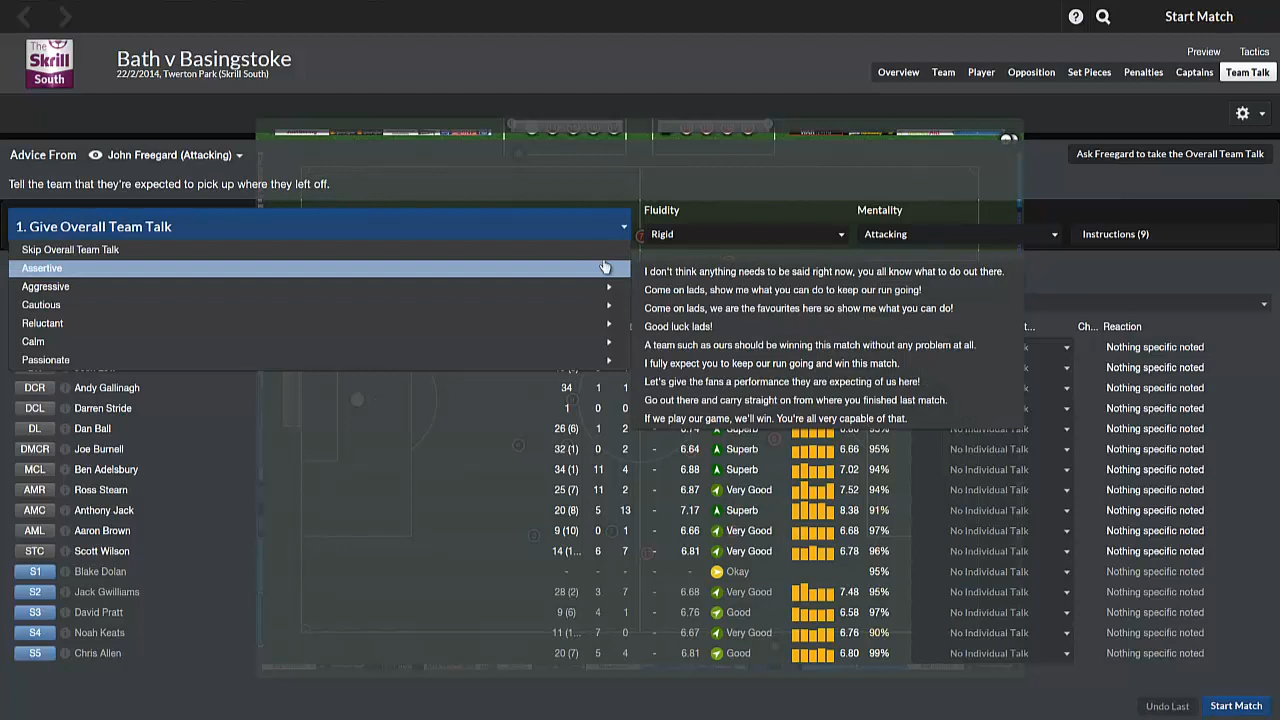 Start Match
The
Skrill
South
Bath v Basingstoke
22/2/2014, Twerton Park (Skrill South)
Preview Tactics
Overview Team Player Opposition Set Pieces Penalties Captains Team Talk
Advice From John Freegard (Attacking)
Ask Freegard to take the Overall Team Talk
Tell the team that they're expected to pick up where they left off.
1. Give Overall Team Talk
Fluidity Mentality
Rigid Attacking Instructions (9)
Skip Overall Team Talk
Assertive
Aggressive
Cautious
Reluctant
Calm
Passionate
I don't think anything needs to be said right now, you all know what to do out there.
Come on lads, show me what you can do to keep our run going!
Come on lads, we are the favourites here so show me what you can do!
Good luck lads!
A team such as ours should be winning this match without any problem at all.
I fully expect you to keep our run going and win this match.
Let's give the fans a performance they are expecting of us here!
Go out there and carry straight on from where you finished last match.
If we play our game, we'll win. You're all very capable of that.
t... Ch... Reaction
Nothing specific noted
Nothing specific noted
DCR Andy Gallinagh 34 1 1 Nothing specific noted
DCL Darren Stride 1 0 0 Nothing specific noted
DL Dan Ball 26 (6) 1 2 Superb No Individual Talk Nothing specific noted
DMCR Joe Burnell 32 (1) 0 4 - 6.64 Superb 6.66 95% No Individual Talk Nothing specific noted
MCL Ben Adelsbury 34 (1) 11 4 - 6.88 Superb 7.02 94% No Individual Talk Nothing specific noted
AMR Ross Stearn 25 (7) 11 2 - 6.87 Very Good 7.52 94% No Individual Talk Nothing specific noted
AMC Anthony Jack 20 (8) 5 13 - 7.17 Superb 8.38 91% No Individual Talk Nothing specific noted
AML Aaron Brown 9 (10) 0 1 - 6.66 Very Good 6.68 97% No Individual Talk Nothing specific noted
STC Scott Wilson 14 (1... 6 7 - 6.81 Very Good 6.78 96% No Individual Talk Nothing specific noted
S1 Blake Dolan - - - - - Okay 95% No Individual Talk Nothing specific noted
S2 Jack Gwilliams 28 (2) 3 7 - 6.68 Very Good 7.48 95% No Individual Talk Nothing specific noted
S3 David Pratt 9 (6) 4 1 - 6.76 Good 6.58 97% No Individual Talk Nothing specific noted
S4 Noah Keats 11 (1... 7 0 - 6.67 Very Good 6.76 90% No Individual Talk Nothing specific noted
S5 Chris Allen 20 (7) 5 4 - 6.81 Good 6.80 99% No Individual Talk Nothing specific noted
Undo Last Start Match